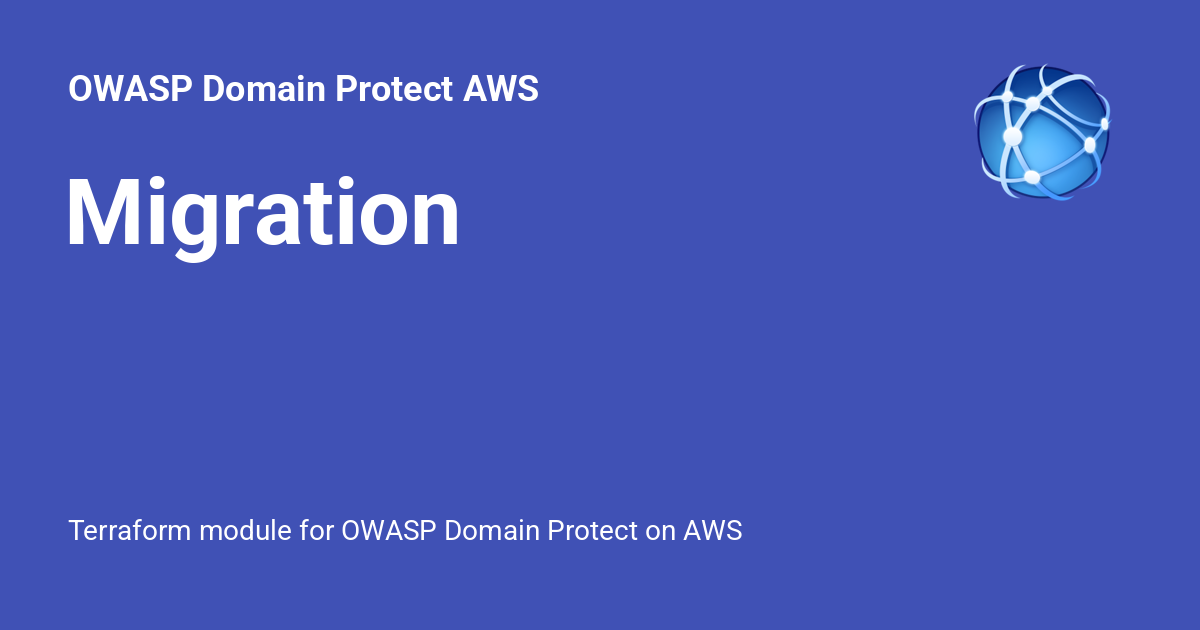 OWASP Domain Protect AWS
Migration
Terraform module for OWASP Domain Protect on AWS